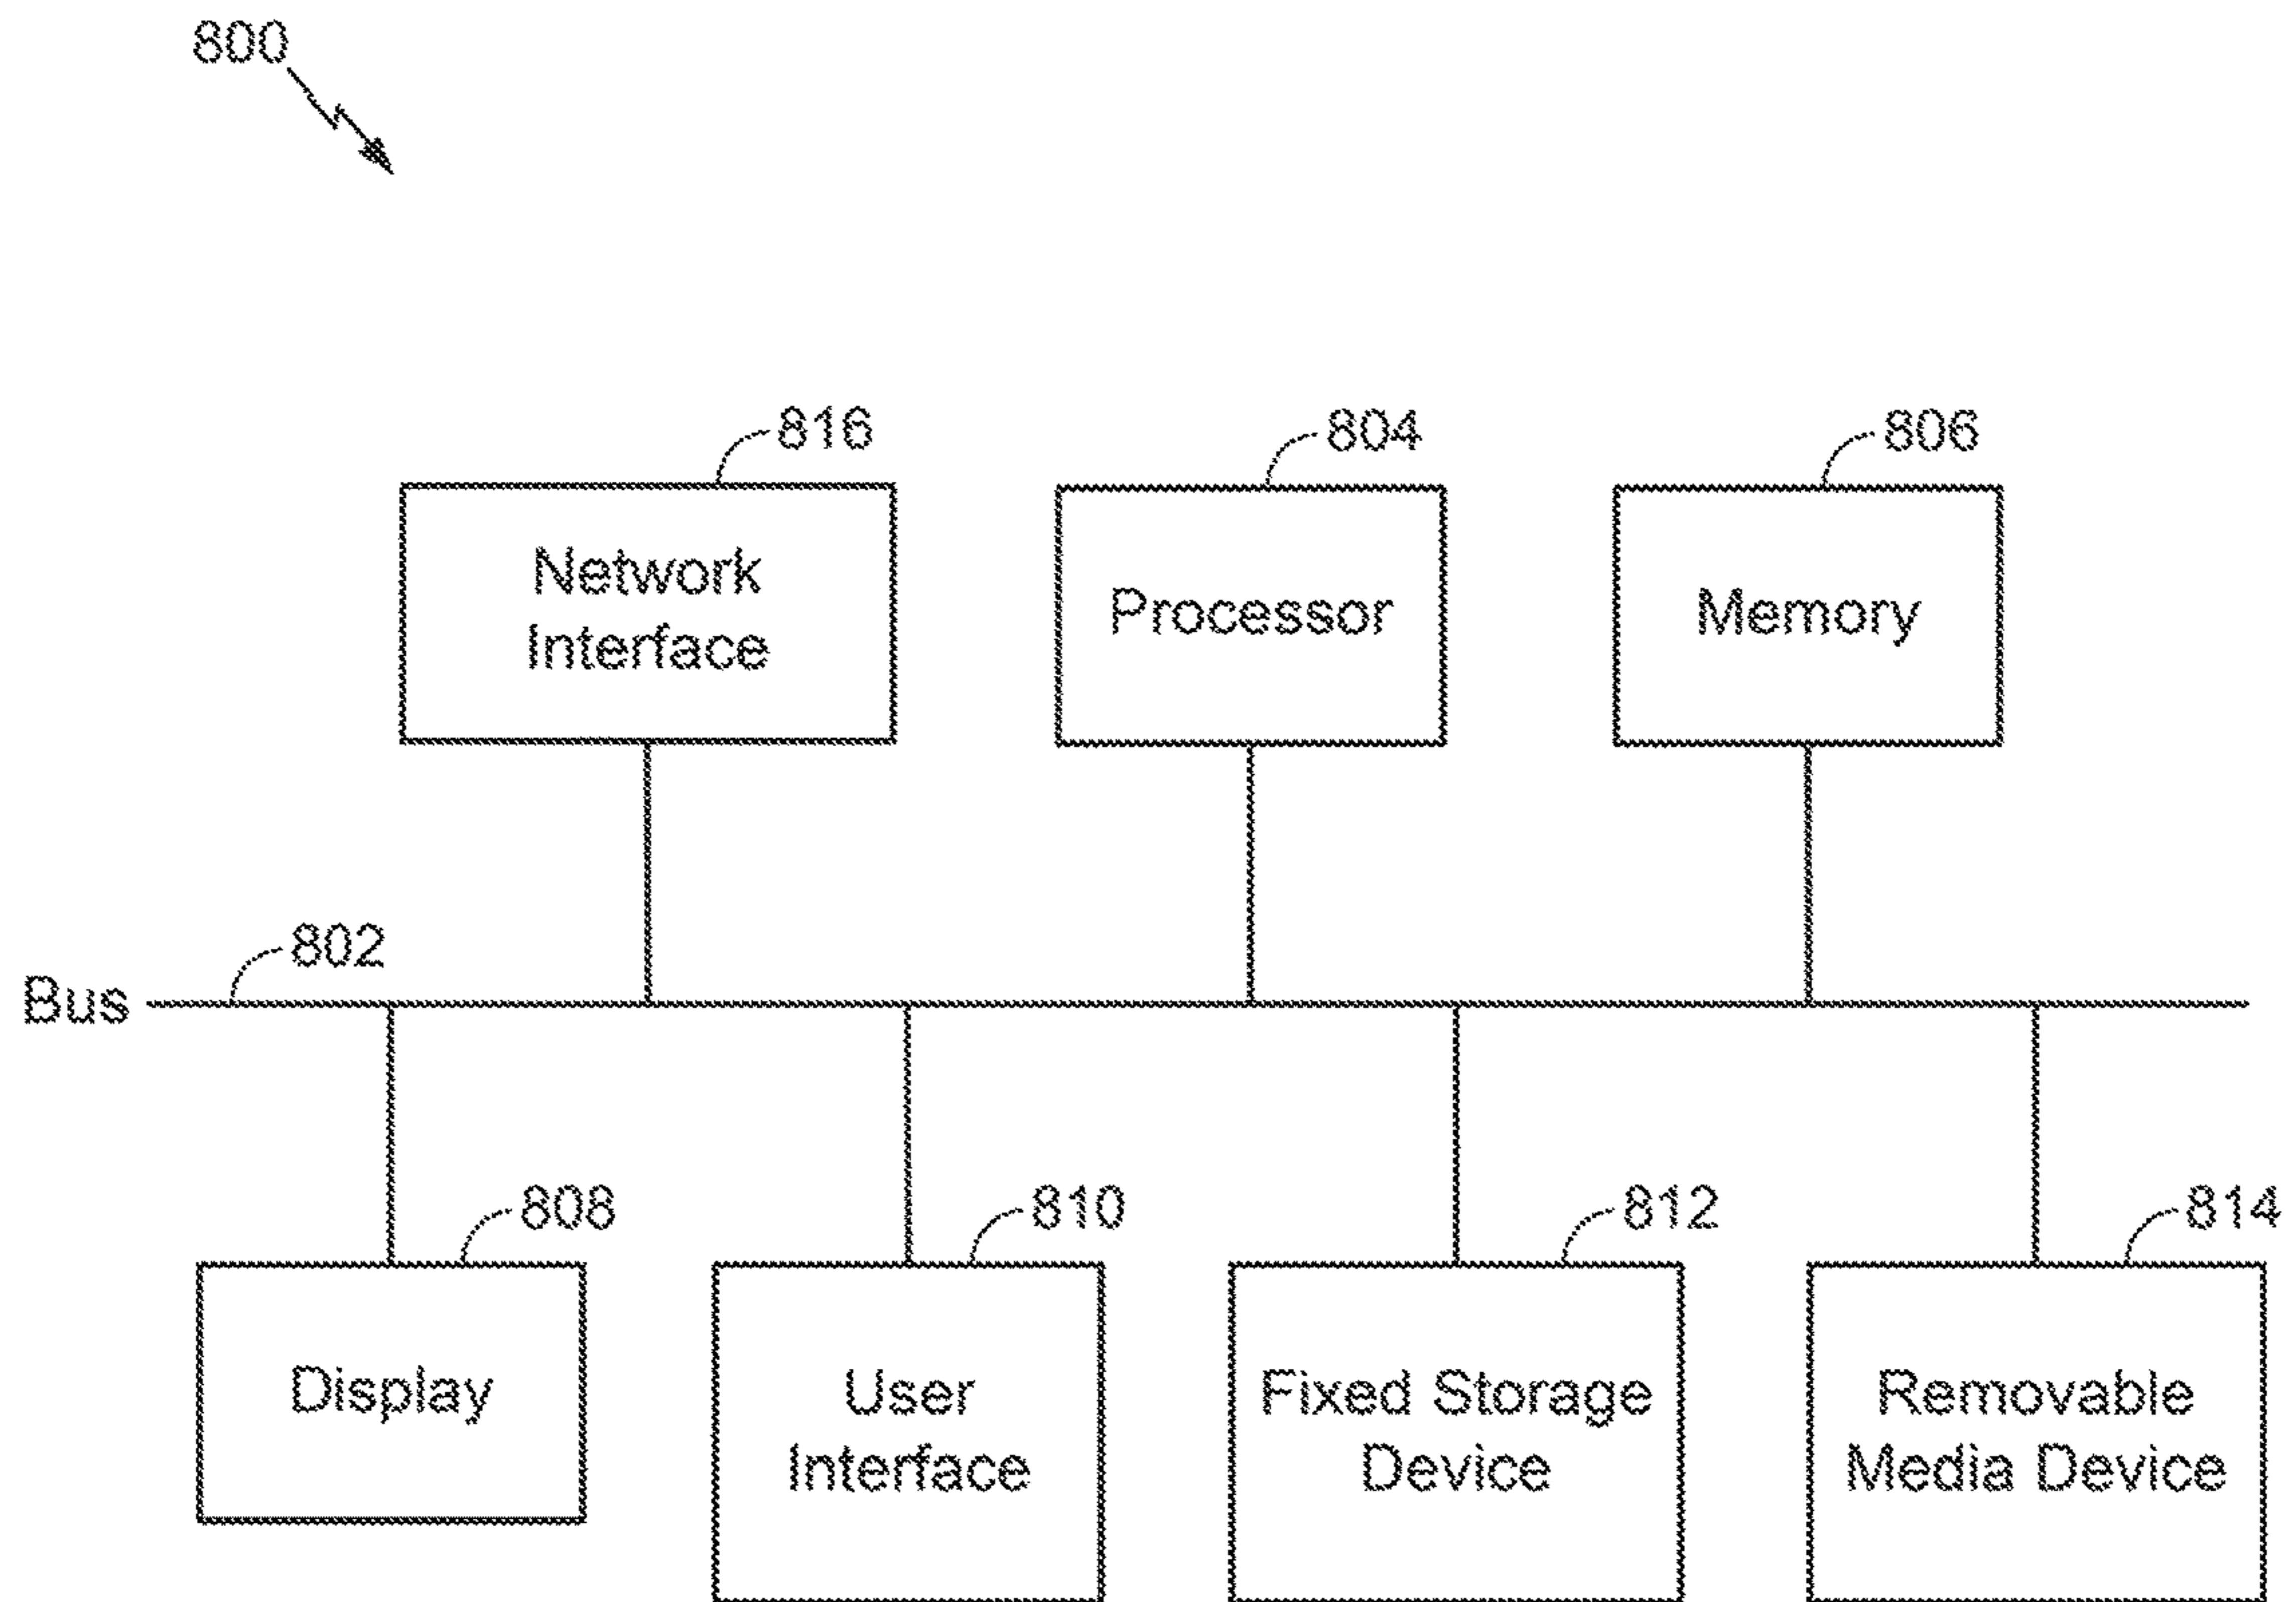 800
816
804
806
Network
Interface
Processor
Memory
802
Bus
808
810
812
814
Display
User
Interface
Fixed Storage
Device
Removable
Media Device